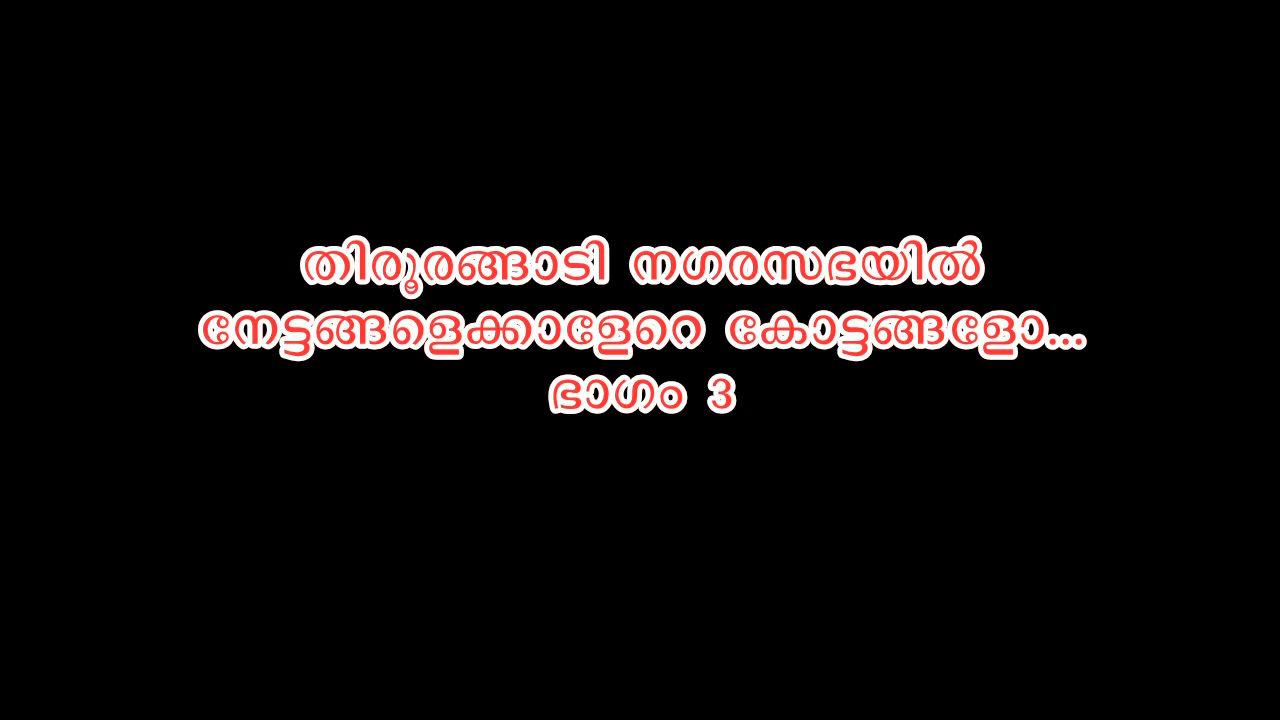 തിരൂരങ്ങാടി നഗരസഭയിൽ
നേട്ടങ്ങളെക്കാളേറെ കോട്ടങ്ങളോ...
ഭാഗം 3